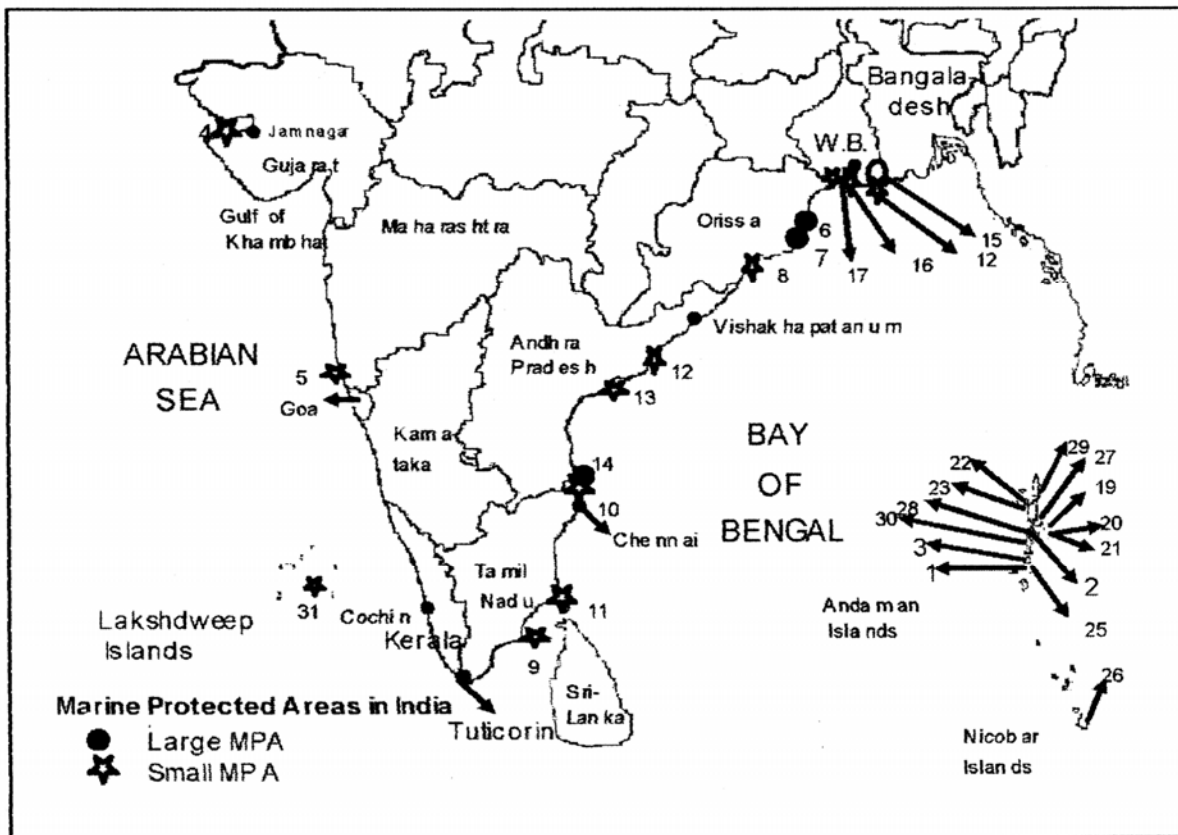 Bangala-
desh
W.B.
4
Jamnagar
Gujarat
Gulf of
Khambhat
Maharashtra
Orissa
6
7
8
17
16
12
15
Vishakhapatanum
ARABIAN
SEA
5
Goa
Andhra
Pradesh
12
13
Karna
taka
BAY
OF
BENGAL
14
10
Chennai
29
27
22
23
19
28
30
20
21
3
1
2
25
26
Andaman
Islands
Tamil
Nadu
11
31
Cochin
Kerala
9
Lakshdweep
Islands
Sri-
Lanka
Tuticorin
Nicobar
Islands
Marine Protected Areas in India
Large MPA
Small MPA